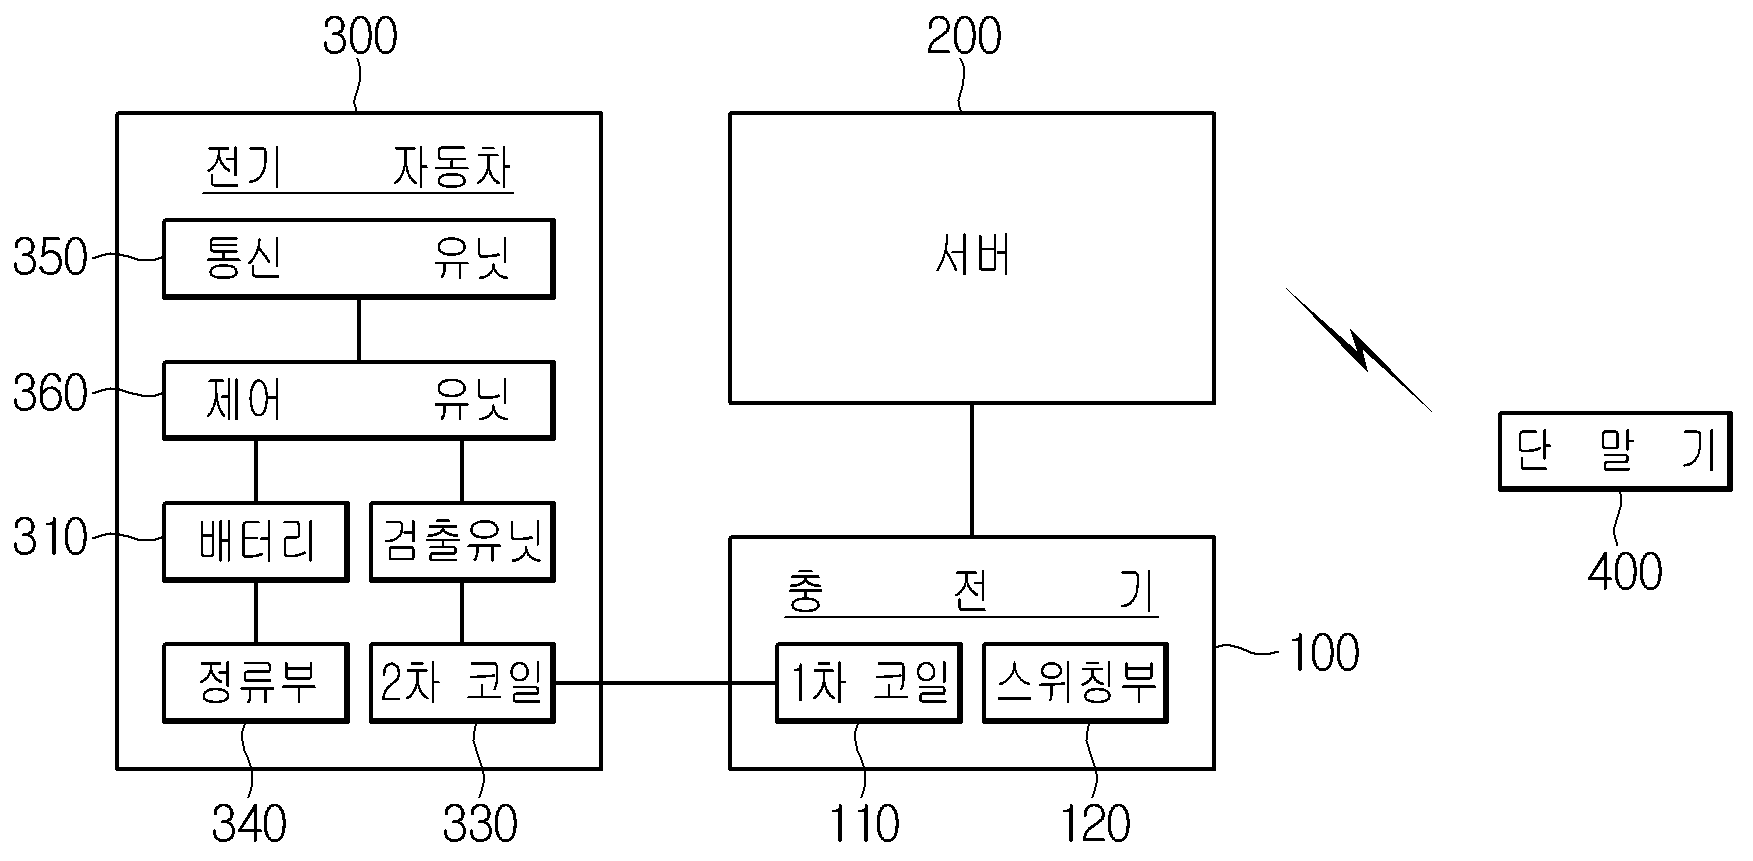 300
200
전기 자동차
350
통신 유닛
서버
360
제어 유닛
단말기
310
배터리
검출유닛
400
충전기
정류부
2차 코일
1차 코일
스위칭부
100
340
330
110
120